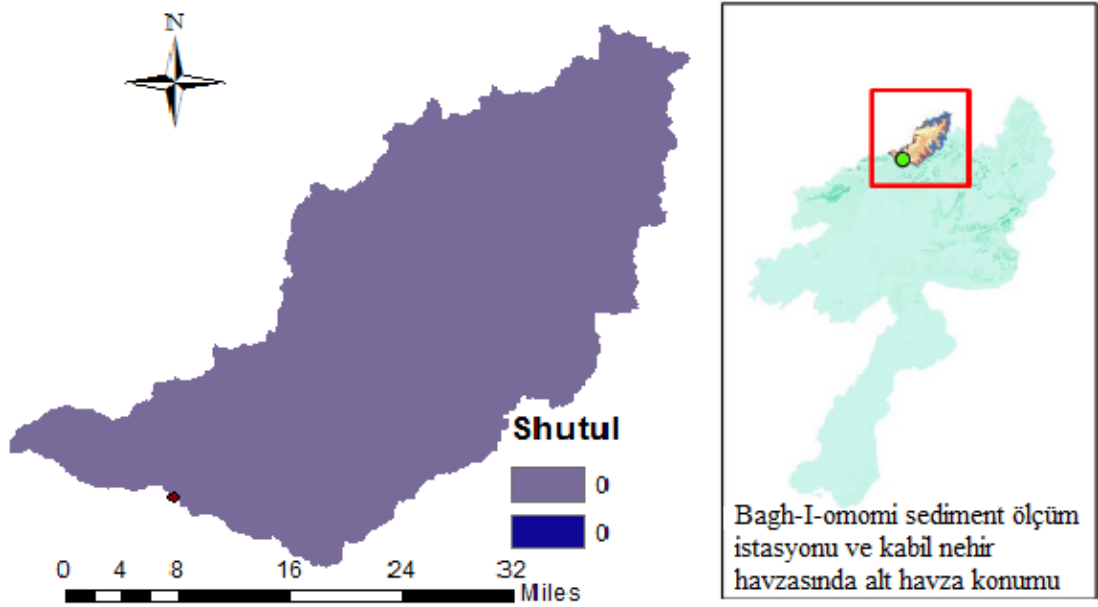 N
Shutul
0
0
0 4 8 16 24 32
Miles
Bagh-I-omomi sediment ölçüm
istasyonu ve kabil nehir
havzasında alt havza konumu